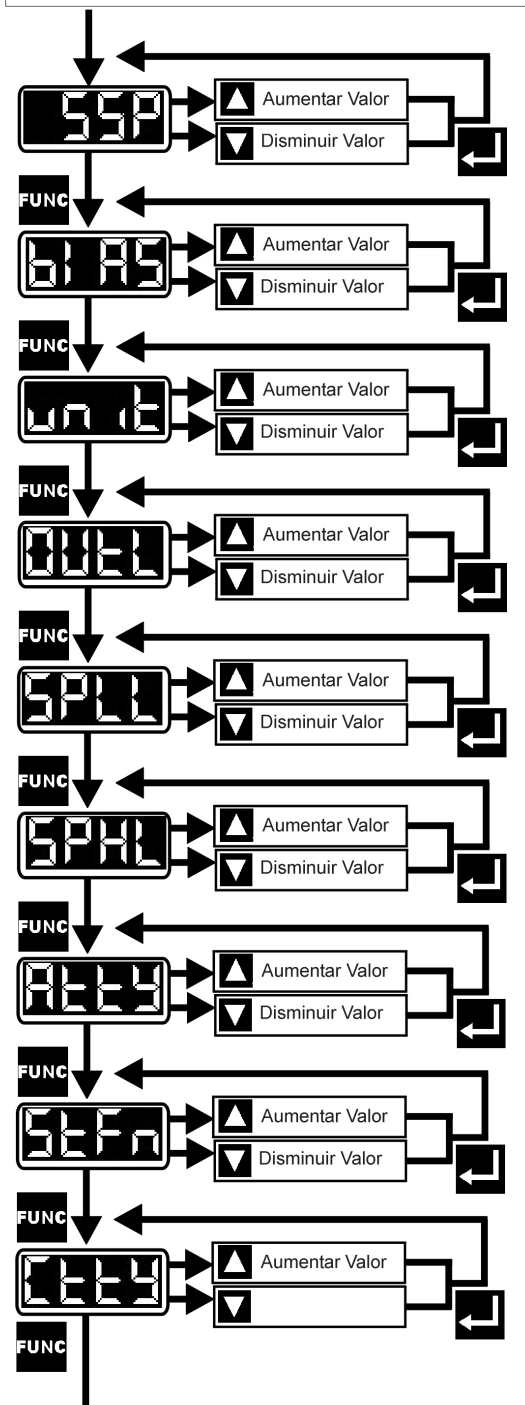 SSP
Aumentar Valor
Disminuir Valor
FUNC
bIAS
Aumentar Valor
Disminuir Valor
FUNC
unit
Aumentar Valor
Disminuir Valor
FUNC
Aumentar Valor
Disminuir Valor
FUNC
SPLL
Aumentar Valor
Disminuir Valor
FUNC
SPHL
Aumentar Valor
Disminuir Valor
FUNC
AttY
Aumentar Valor
Disminuir Valor
FUNC
StFn
Aumentar Valor
Disminuir Valor
FUNC
CttY
Aumentar Valor
FUNC